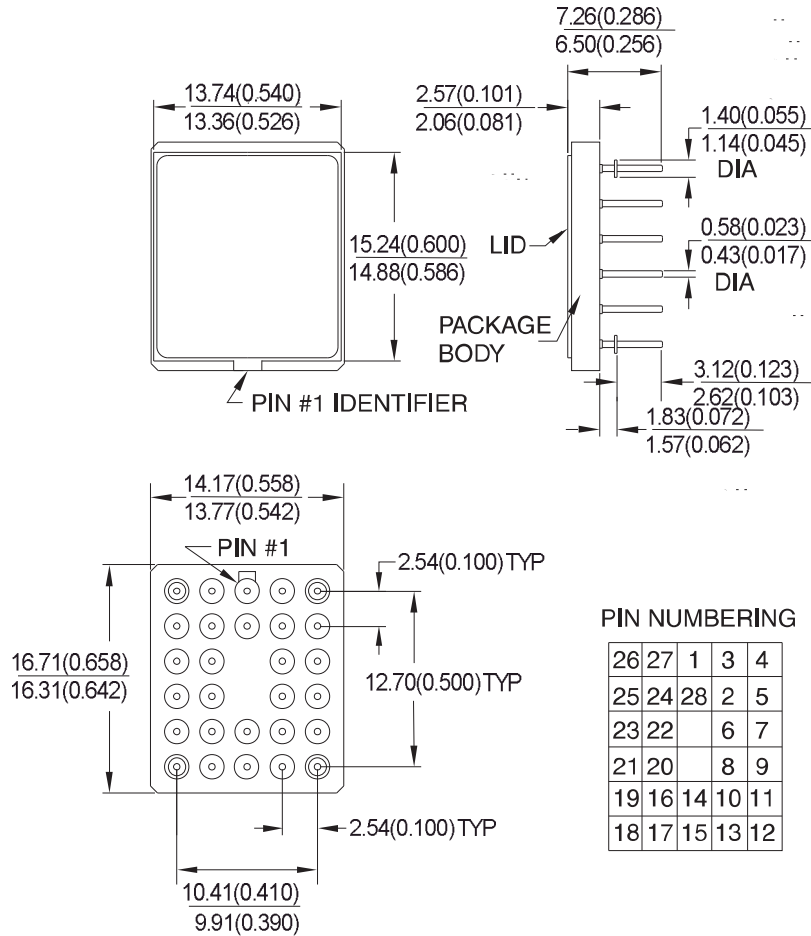 7.26(0.286)
6.50(0.256)
13.74(0.540)
13.36(0.526)
2.57(0.101)
2.06(0.081)
1.40(0.055)
1.14(0.045)
DIA
15.24(0.600)
14.88(0.586)
LID
0.58(0.023)
0.43(0.017)
DIA
PACKAGE
BODY
3.12(0.123)
2.62(0.103)
PIN #1 IDENTIFIER
1.83(0.072)
1.57(0.062)
14.17(0.558)
13.77(0.542)
PIN #1
2.54(0.100) TYP
16.71(0.658)
16.31(0.642)
12.70(0.500) TYP
2.54(0.100) TYP
10.41(0.410)
9.91(0.390)
PIN NUMBERING
26 27 1 3 4
25 24 28 2 5
23 22 6 7
21 20 8 9
19 16 14 10 11
18 17 15 13 12